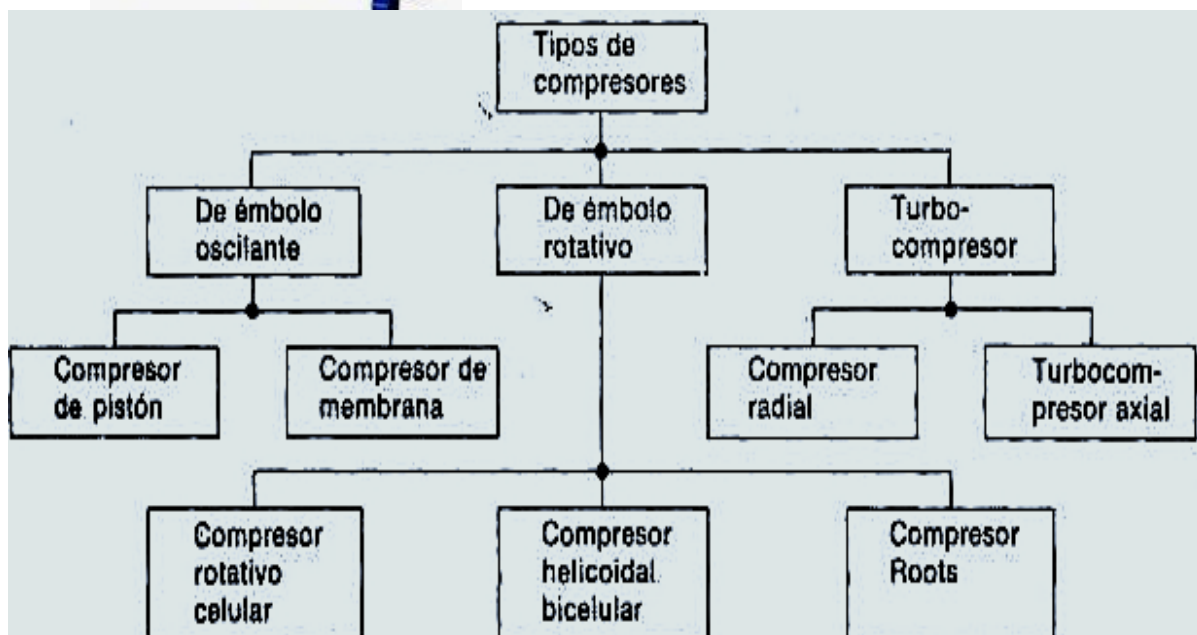 Tipos de
compresores
De émbolo
oscilante
De émbolo
rotativo
Turbo-
compresor
Compresor
de pistón
Compresor de
membrana
Compresor
radial
Turbocom-
presor axial
Compresor
rotativo
celular
Compresor
helicoidal
bicelular
Compresor
Roots